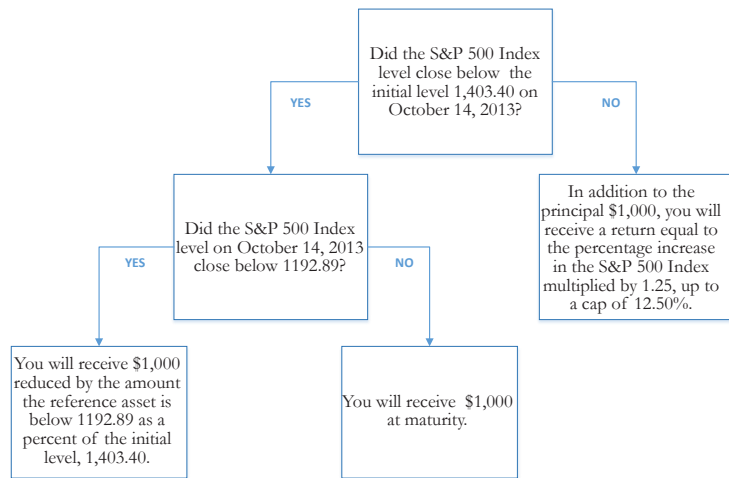 Did the S&P 500 Index
level close below the
initial level 1,403.40 on
October 14, 2013?
YES
NO
Did the S&P 500 Index
level on October 14, 2013
close below 1192.89?
In addition to the
principal $1,000, you will
receive a return equal to
the percentage increase
in the S&P 500 Index
multiplied by 1.25, up to
a cap of 12.50%.
YES
NO
You will receive $1,000
reduced by the amount
the reference asset is
below 1192.89 as a
percent of the initial
level, 1,403.40.
You will receive $1,000
at maturity.